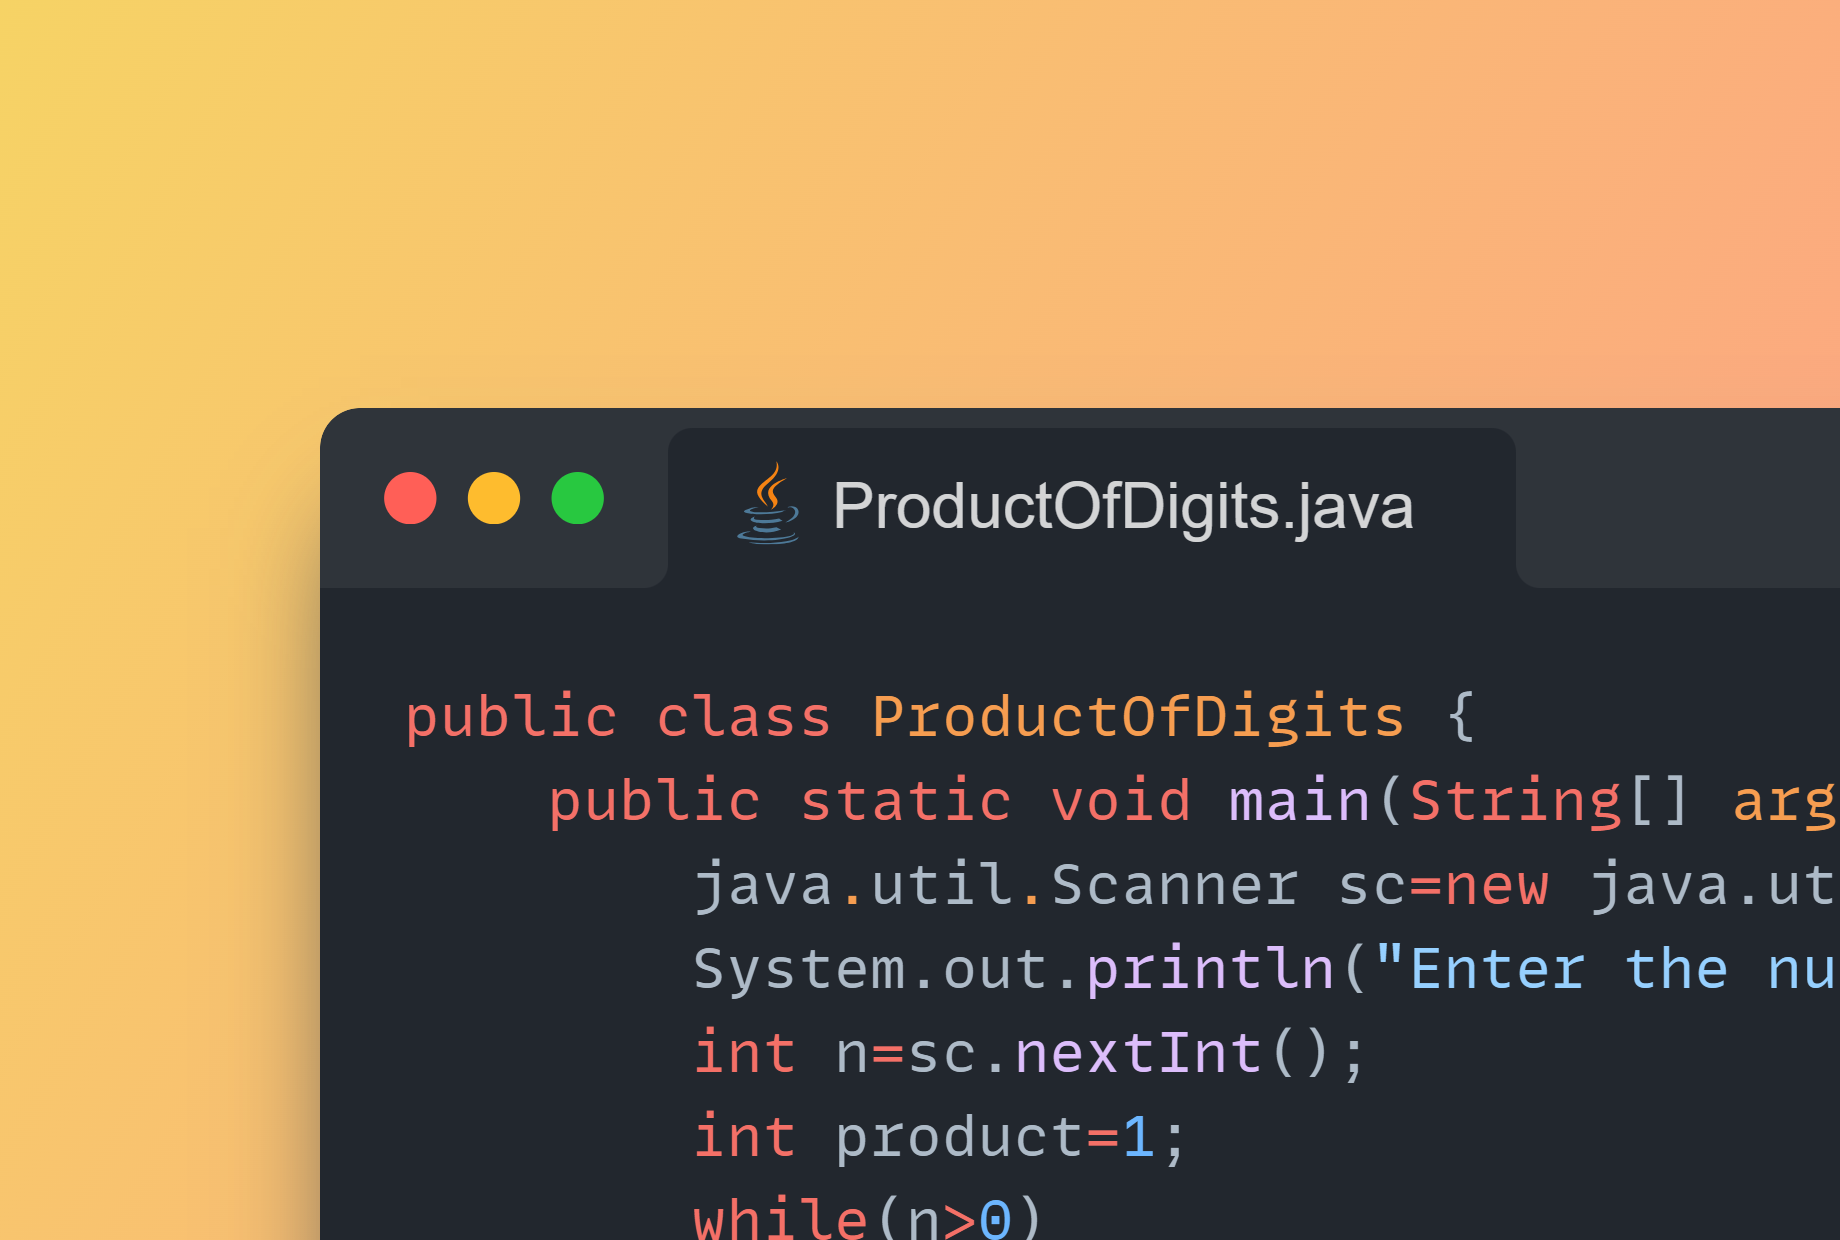 ProductOfDigits.java
public class ProductOfDigits {
    public static void main(String[] arg
        java.util.Scanner sc=new java.ut
        System.out.println("Enter the nu
        int n=sc.nextInt();
        int product=1;
        while(n>0)